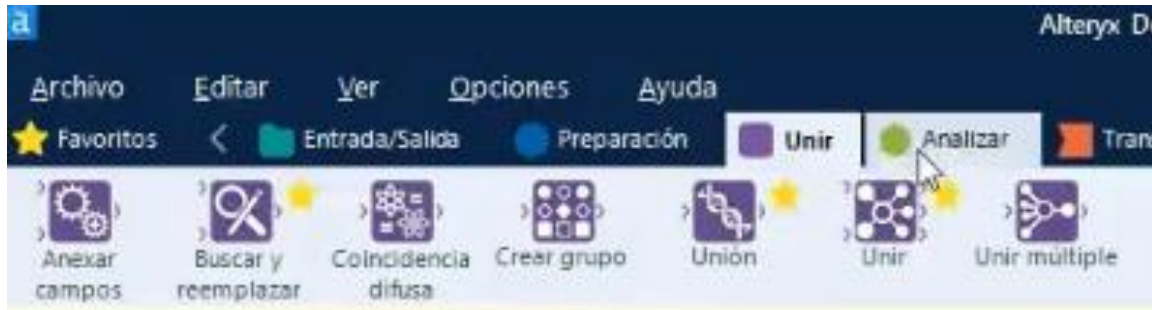 a
Alteryx D
Archivo Editar Ver Opciones Ayuda
Favoritos Entrada/Salida Preparación Unir Analizar Tran
Anexar campos
Buscar y reemplazar
Coincidencia difusa
Crear grupo
Unión
Unir
Unir múltiple